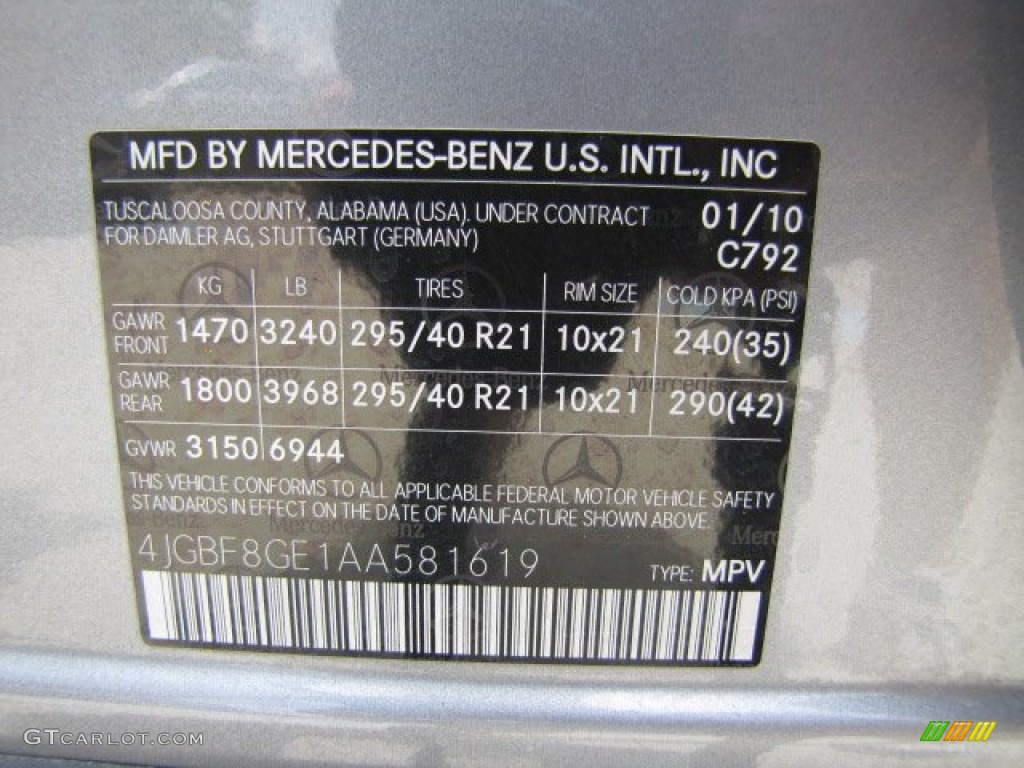 MFD BY MERCEDES-BENZ U.S. INTL., INC
TUSCALOOSA COUNTY, ALABAMA (USA). UNDER CONTRACT 01/10
FOR DAIMLER AG, STUTTGART (GERMANY) C792
KG LB TIRES RIM SIZE COLD KPA (PSI)
GAWR FRONT 1470 3240 295/40 R21 10x21 240(35)
GAWR REAR 1800 3968 295/40 R21 10x21 290(42)
GVWR 3150 6944
THIS VEHICLE CONFORMS TO ALL APPLICABLE FEDERAL MOTOR VEHICLE SAFETY
STANDARDS IN EFFECT ON THE DATE OF MANUFACTURE SHOWN ABOVE.
4JGBF8GE1AA581619 TYPE: MPV
GTCARLOT.COM